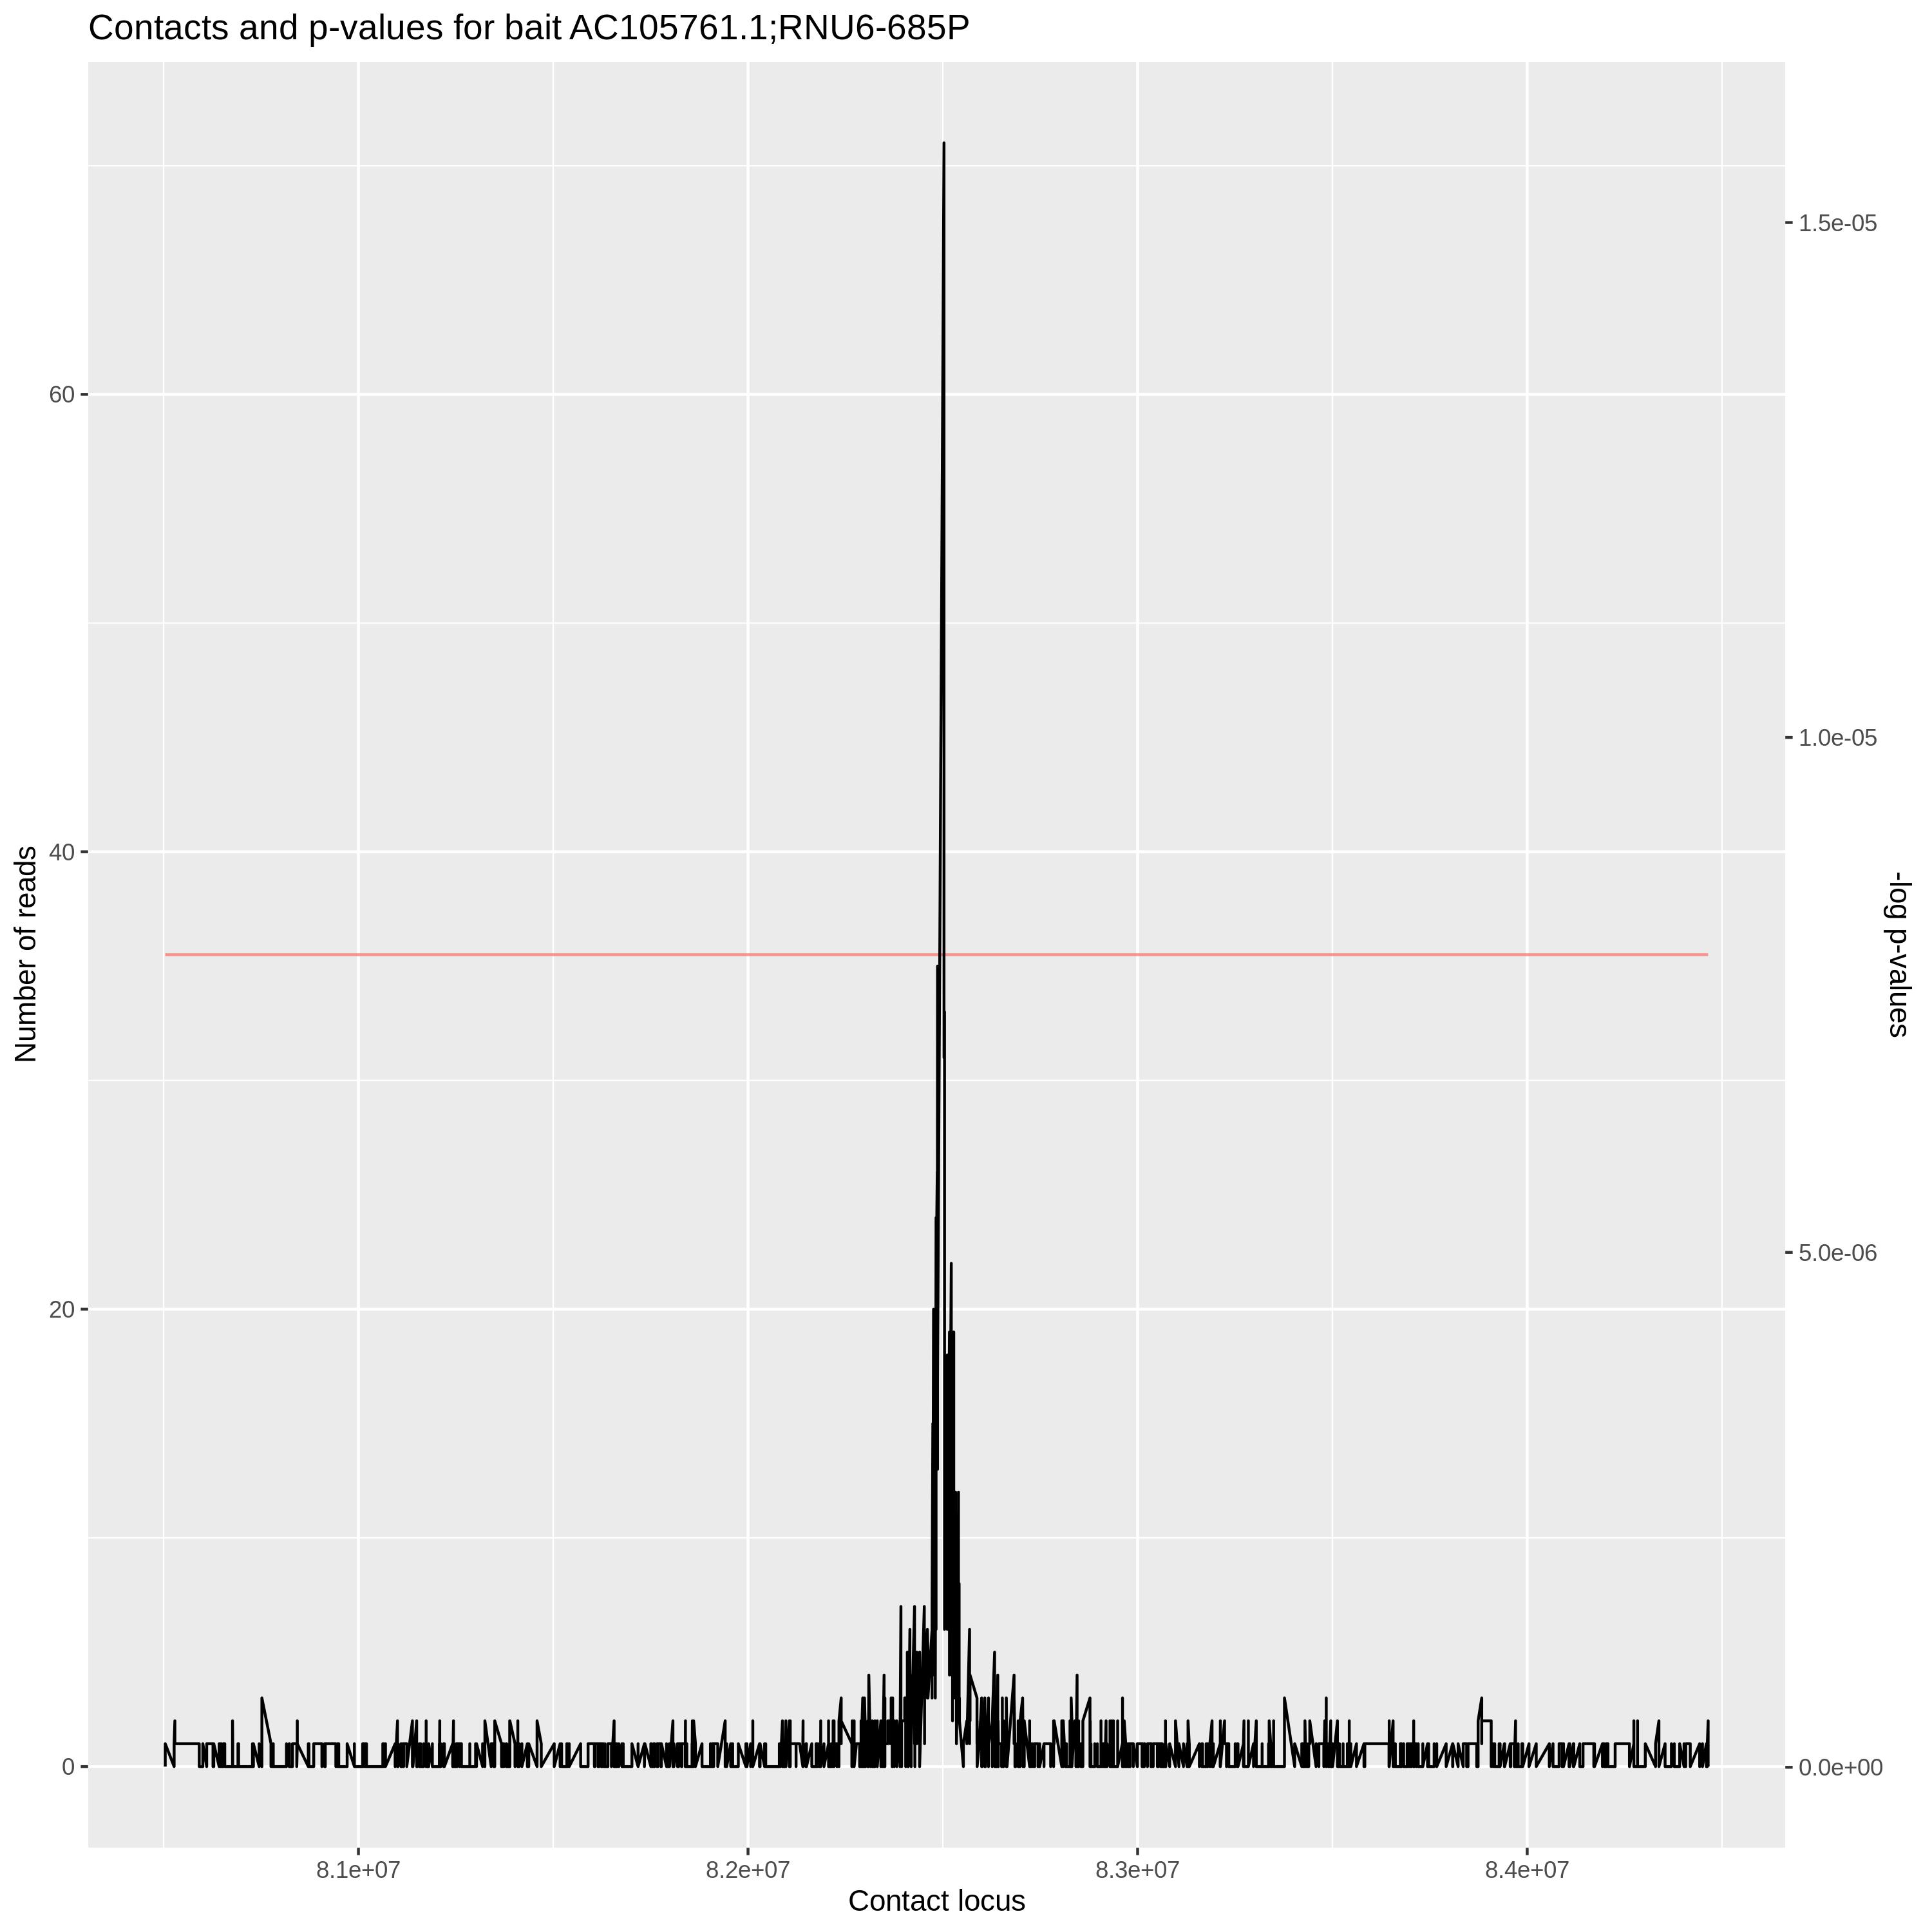 Contacts and p-values for bait AC105761.1;RNU6-685P
60
40
20
0
Number of reads
1.5e-05
1.0e-05
5.0e-06
0.0e+00
-log p-values
8.1e+07
8.2e+07
8.3e+07
8.4e+07
Contact locus